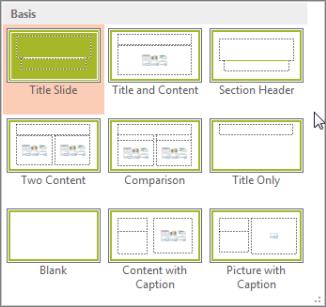 Basis
Title Slide
Title and Content
Section Header
Two Content
Comparison
Title Only
Blank
Content with
Caption
Picture with
Caption